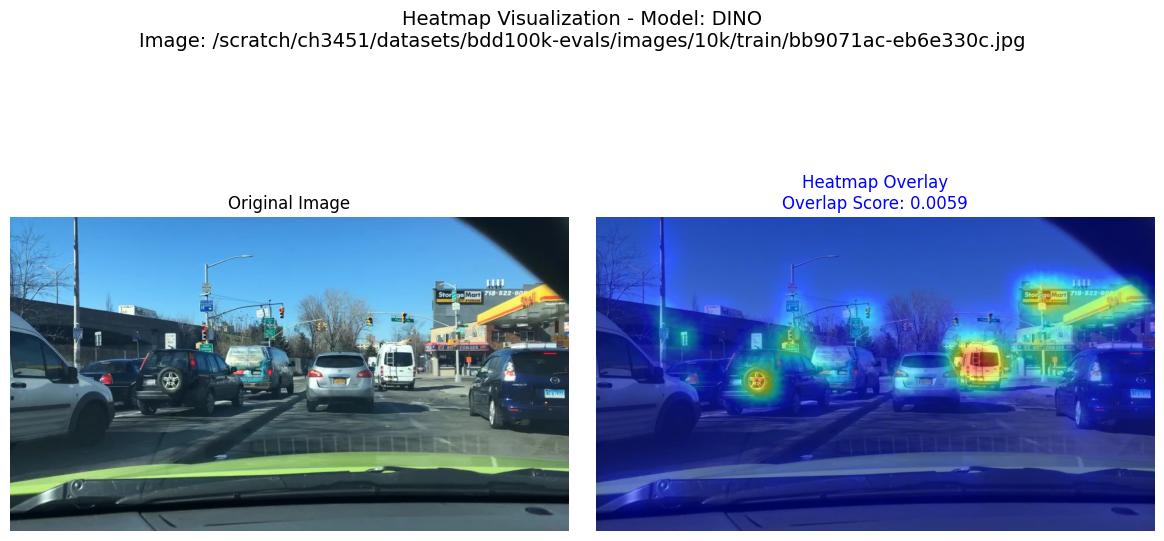 Heatmap Visualization - Model: DINO
Image: /scratch/ch3451/datasets/bdd100k-evals/images/10k/train/bb9071ac-eb6e330c.jpg
Original Image
Heatmap Overlay
Overlap Score: 0.0059
StorageMart